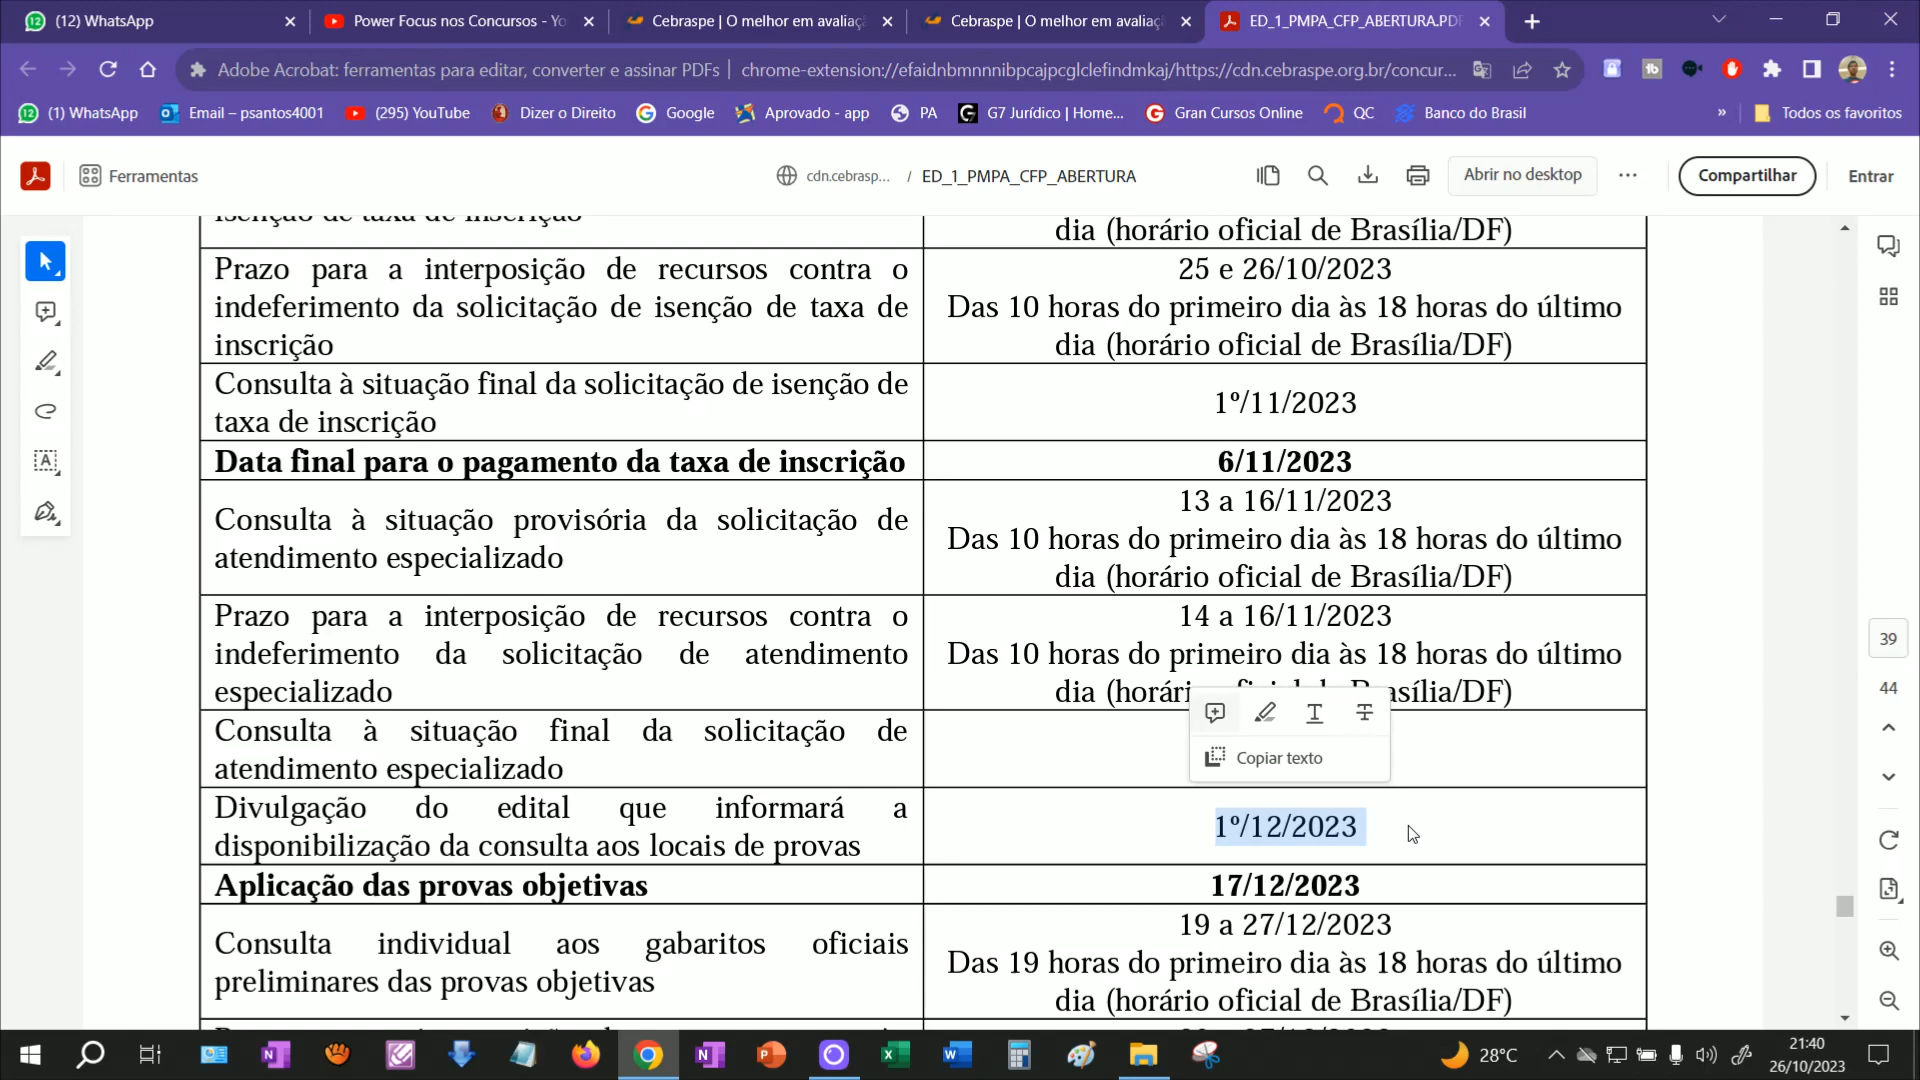 (12) WhatsApp
Power Focus nos Concursos - Yo
Cebraspe | O melhor em avaliaç
Cebraspe | O melhor em avaliaç
ED_1_PMPA_CFP_ABERTURA.PDF
Adobe Acrobat: ferramentas para editar, converter e assinar PDFs
chrome-extension://efaidnbmnnnibpcajpcglclefindmkaj/https://cdn.cebraspe.org.br/concur...
(1) WhatsApp
Email – psantos4001
(295) YouTube
Dizer o Direito
Google
Aprovado - app
PA
G7 Jurídico | Home...
Gran Cursos Online
QC
Banco do Brasil
»
Todos os favoritos
Ferramentas
cdn.cebrasp... / ED_1_PMPA_CFP_ABERTURA
Abrir no desktop
Compartilhar
Entrar
isenção de taxa de inscrição
dia (horário oficial de Brasília/DF)
Prazo para a interposição de recursos contra o
indeferimento da solicitação de isenção de taxa de
inscrição
25 e 26/10/2023
Das 10 horas do primeiro dia às 18 horas do último
dia (horário oficial de Brasília/DF)
Consulta à situação final da solicitação de isenção de
taxa de inscrição
1º/11/2023
Data final para o pagamento da taxa de inscrição
6/11/2023
Consulta à situação provisória da solicitação de
atendimento especializado
13 a 16/11/2023
Das 10 horas do primeiro dia às 18 horas do último
dia (horário oficial de Brasília/DF)
Prazo para a interposição de recursos contra o
indeferimento da solicitação de atendimento
especializado
14 a 16/11/2023
Das 10 horas do primeiro dia às 18 horas do último
dia (horário oficial de Brasília/DF)
Copiar texto
Consulta à situação final da solicitação de
atendimento especializado
Divulgação do edital que informará a
disponibilização da consulta aos locais de provas
1º/12/2023
Aplicação das provas objetivas
17/12/2023
Consulta individual aos gabaritos oficiais
preliminares das provas objetivas
19 a 27/12/2023
Das 19 horas do primeiro dia às 18 horas do último
dia (horário oficial de Brasília/DF)
39
44
28°C
21:40
26/10/2023